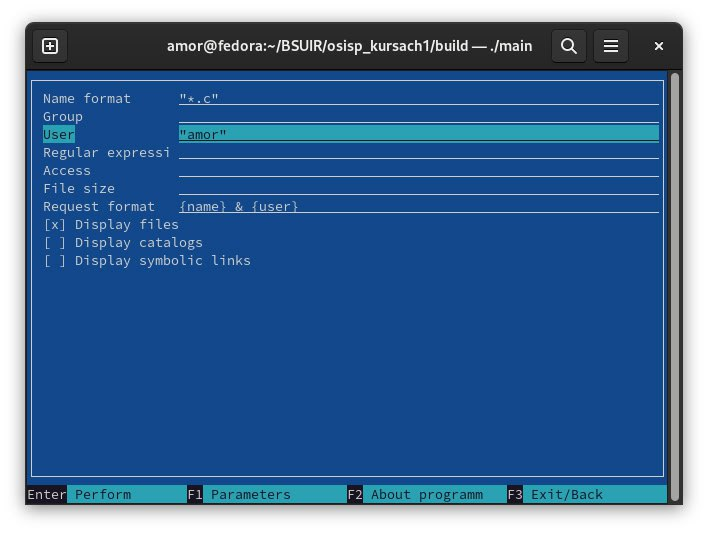 amor@fedora:~/BSUIR/osisp_kursach1/build — ./main
Name format "*.c"
Group
User "amor"
Regular expressi
Access
File size
Request format {name} & {user}
[x] Display files
[ ] Display catalogs
[ ] Display symbolic links
Enter Perform F1 Parameters F2 About programm F3 Exit/Back